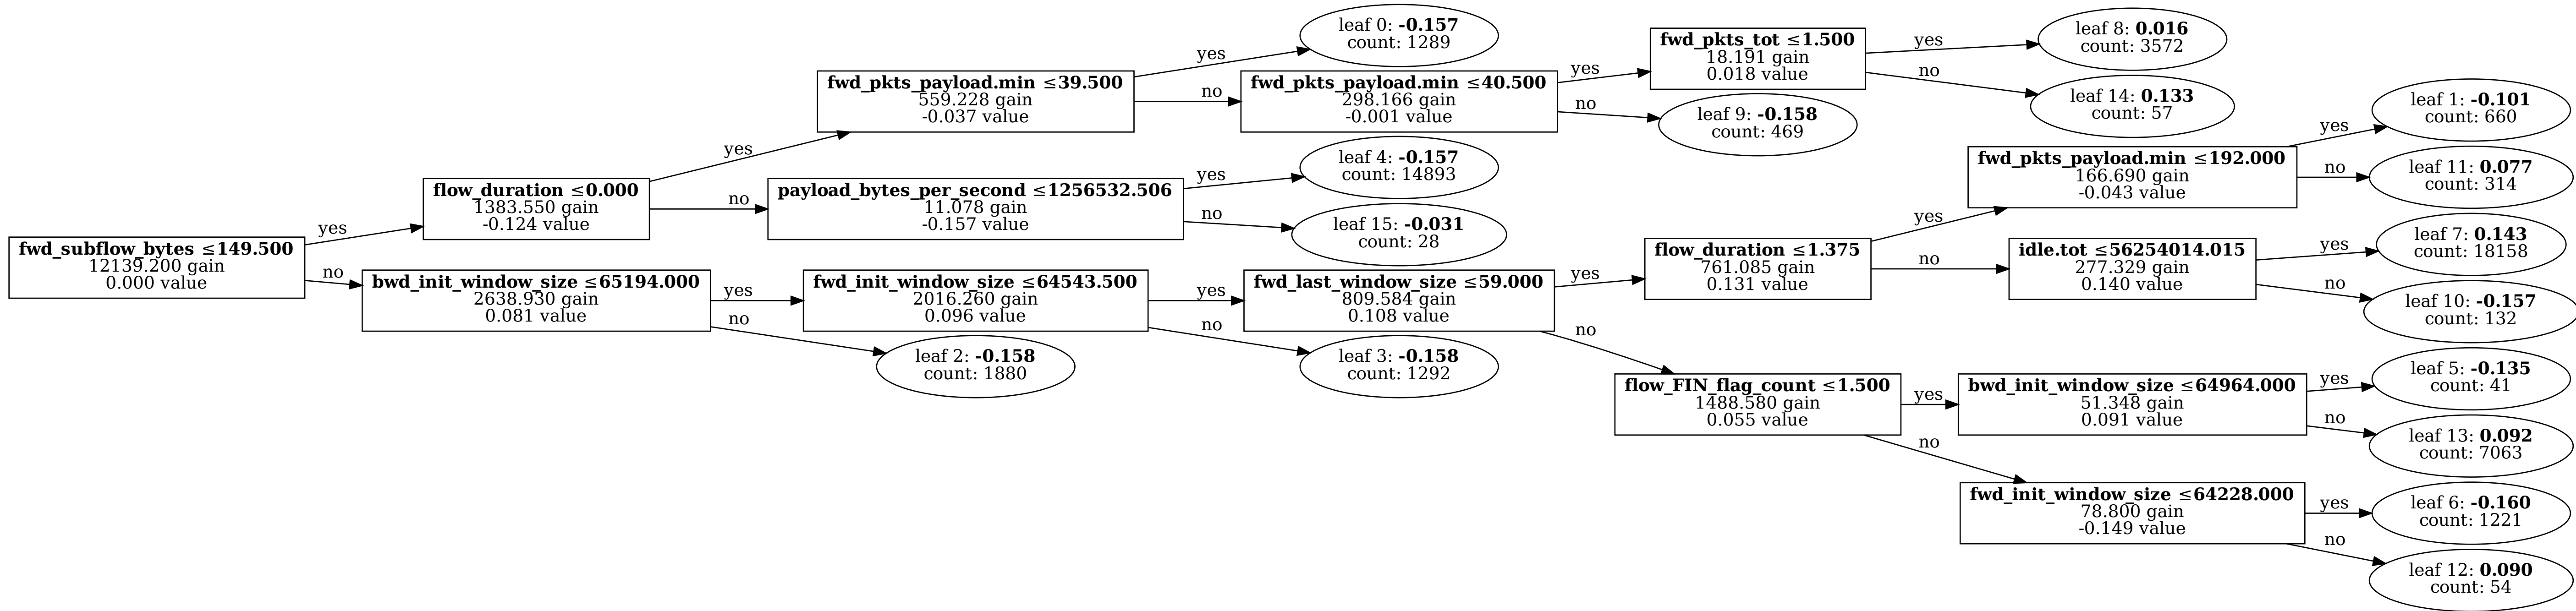 fwd_subflow_bytes ≤149.500
12139.200 gain
0.000 value
yes
no
flow_duration ≤0.000
1383.550 gain
-0.124 value
yes
no
bwd_init_window_size ≤65194.000
2638.930 gain
0.081 value
yes
no
fwd_pkts_payload.min ≤39.500
559.228 gain
-0.037 value
yes
no
payload_bytes_per_second ≤1256532.506
11.078 gain
-0.157 value
yes
no
fwd_init_window_size ≤64543.500
2016.260 gain
0.096 value
yes
no
leaf 2: -0.158
count: 1880
leaf 0: -0.157
count: 1289
fwd_pkts_payload.min ≤40.500
298.166 gain
-0.001 value
yes
no
leaf 4: -0.157
count: 14893
leaf 15: -0.031
count: 28
fwd_last_window_size ≤59.000
809.584 gain
0.108 value
yes
no
leaf 3: -0.158
count: 1292
fwd_pkts_tot ≤1.500
18.191 gain
0.018 value
yes
no
leaf 9: -0.158
count: 469
flow_duration ≤1.375
761.085 gain
0.131 value
yes
no
flow_FIN_flag_count ≤1.500
1488.580 gain
0.055 value
yes
no
leaf 8: 0.016
count: 3572
leaf 14: 0.133
count: 57
fwd_pkts_payload.min ≤192.000
166.690 gain
-0.043 value
yes
no
idle.tot ≤56254014.015
277.329 gain
0.140 value
yes
no
bwd_init_window_size ≤64964.000
51.348 gain
0.091 value
yes
no
fwd_init_window_size ≤64228.000
78.800 gain
-0.149 value
yes
no
leaf 1: -0.101
count: 660
leaf 11: 0.077
count: 314
leaf 7: 0.143
count: 18158
leaf 10: -0.157
count: 132
leaf 5: -0.135
count: 41
leaf 13: 0.092
count: 7063
leaf 6: -0.160
count: 1221
leaf 12: 0.090
count: 54